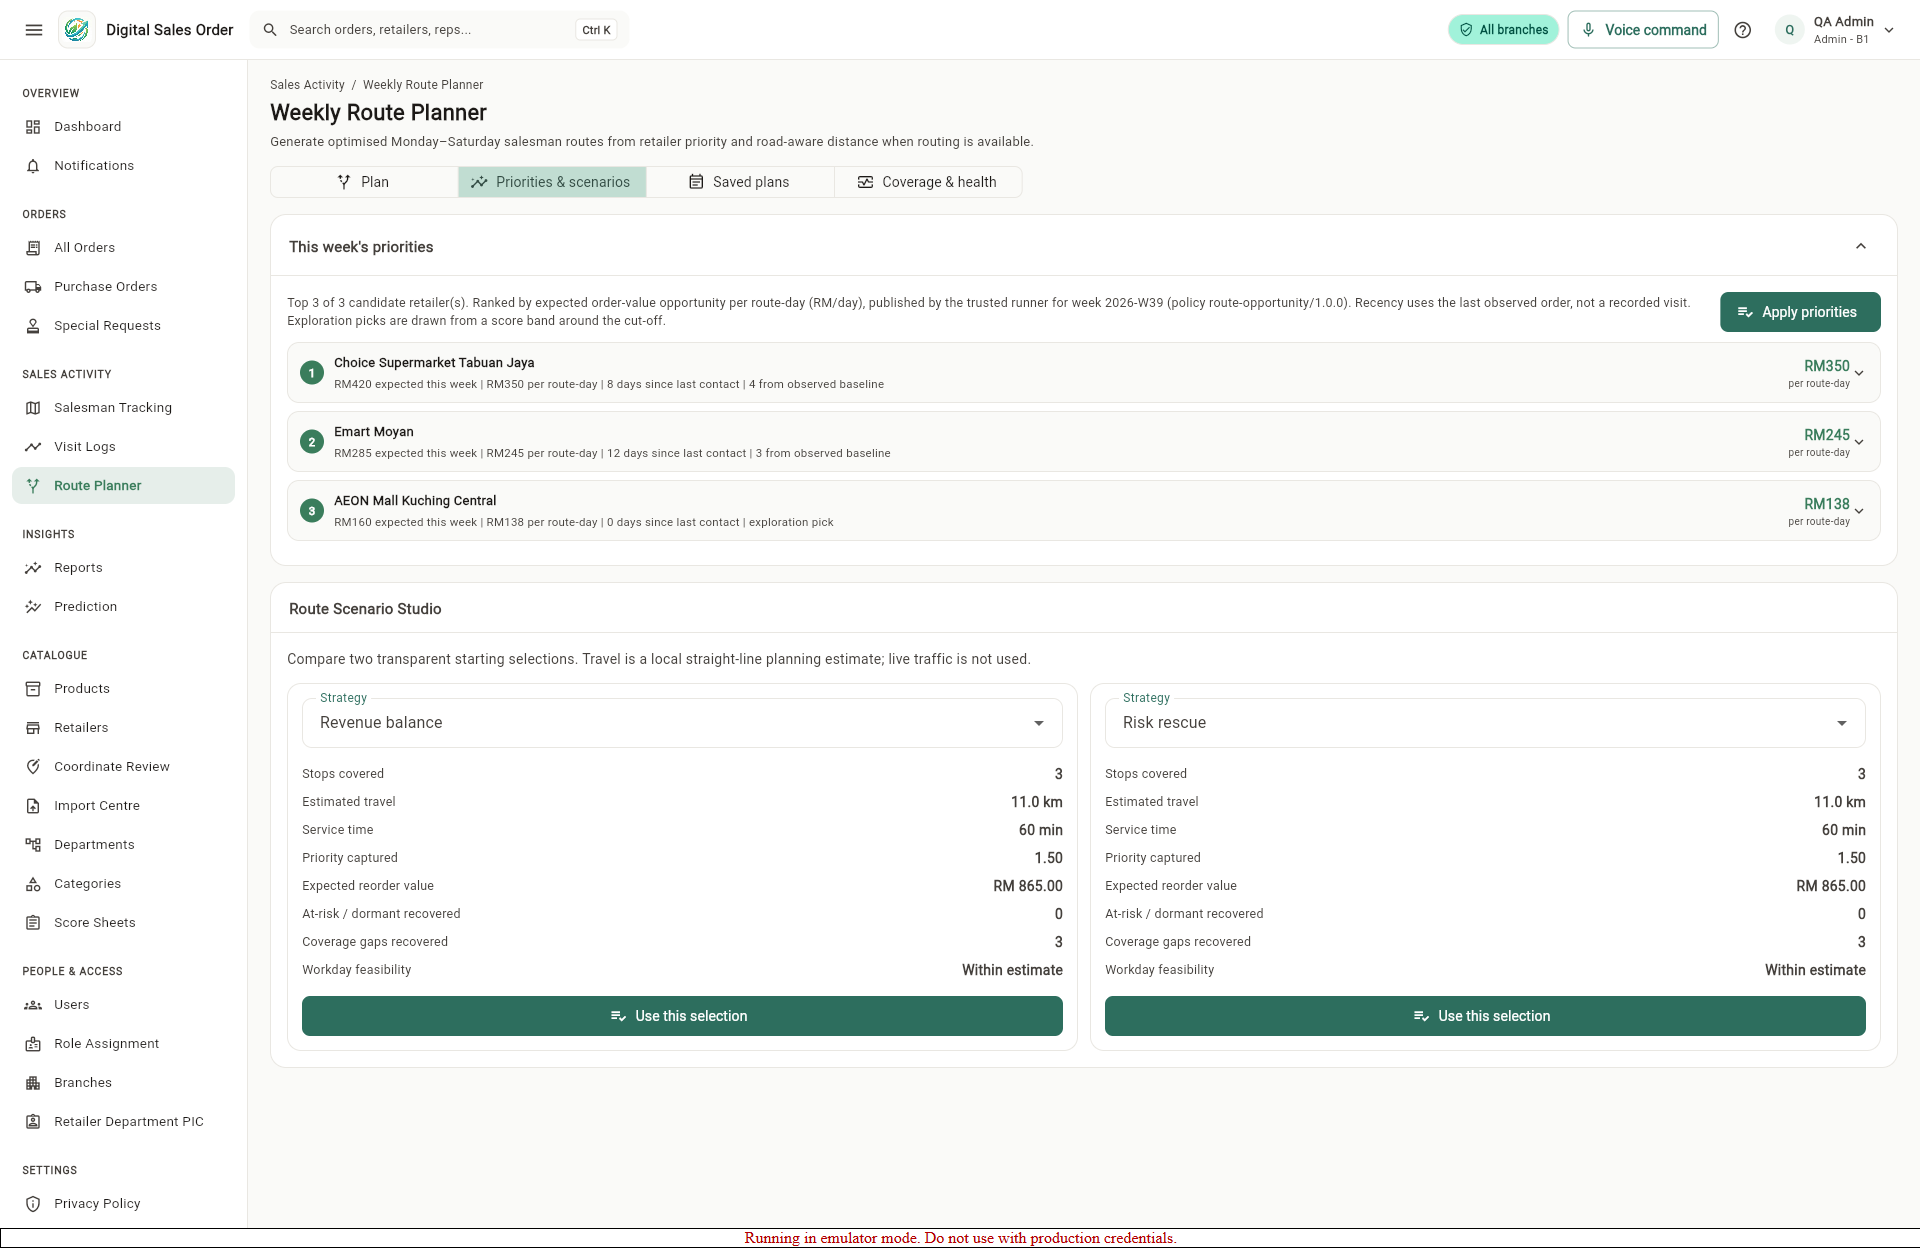 Digital Sales Order
Search orders, retailers, reps...
Ctrl K
All branches
Voice command
Q
QA Admin
Admin - B1
OVERVIEW
Dashboard
Notifications
ORDERS
All Orders
Purchase Orders
Special Requests
SALES ACTIVITY
Salesman Tracking
Visit Logs
Route Planner
INSIGHTS
Reports
Prediction
CATALOGUE
Products
Retailers
Coordinate Review
Import Centre
Departments
Categories
Score Sheets
PEOPLE & ACCESS
Users
Role Assignment
Branches
Retailer Department PIC
SETTINGS
Privacy Policy
Sales Activity / Weekly Route Planner
Weekly Route Planner
Generate optimised Monday–Saturday salesman routes from retailer priority and road-aware distance when routing is available.
Plan
Priorities & scenarios
Saved plans
Coverage & health
This week's priorities
Top 3 of 3 candidate retailer(s). Ranked by expected order-value opportunity per route-day (RM/day), published by the trusted runner for week 2026-W39 (policy route-opportunity/1.0.0). Recency uses the last observed order, not a recorded visit.
Exploration picks are drawn from a score band around the cut-off.
Apply priorities
1
Choice Supermarket Tabuan Jaya
RM420 expected this week | RM350 per route-day | 8 days since last contact | 4 from observed baseline
RM350
per route-day
2
Emart Moyan
RM285 expected this week | RM245 per route-day | 12 days since last contact | 3 from observed baseline
RM245
per route-day
3
AEON Mall Kuching Central
RM160 expected this week | RM138 per route-day | 0 days since last contact | exploration pick
RM138
per route-day
Route Scenario Studio
Compare two transparent starting selections. Travel is a local straight-line planning estimate; live traffic is not used.
Strategy
Revenue balance
Stops covered 3
Estimated travel 11.0 km
Service time 60 min
Priority captured 1.50
Expected reorder value RM 865.00
At-risk / dormant recovered 0
Coverage gaps recovered 3
Workday feasibility Within estimate
Use this selection
Strategy
Risk rescue
Stops covered 3
Estimated travel 11.0 km
Service time 60 min
Priority captured 1.50
Expected reorder value RM 865.00
At-risk / dormant recovered 0
Coverage gaps recovered 3
Workday feasibility Within estimate
Use this selection
Running in emulator mode. Do not use with production credentials.